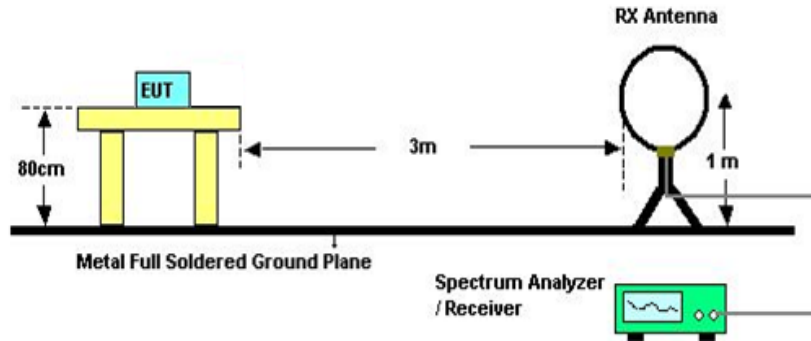 RX Antenna
EUT
3m
80cm
1 m
Metal Full Soldered Ground Plane
Spectrum Analyzer
/ Receiver